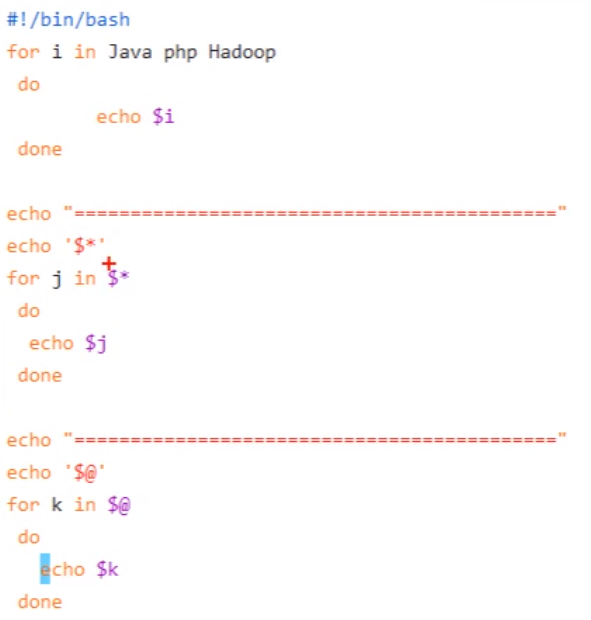 #!/bin/bash
for i in Java php Hadoop
do
echo $i
done
echo "==========================================="
echo '$*'
for j in $*
do
echo $j
done
echo "==========================================="
echo '$@'
for k in $@
do
echo $k
done